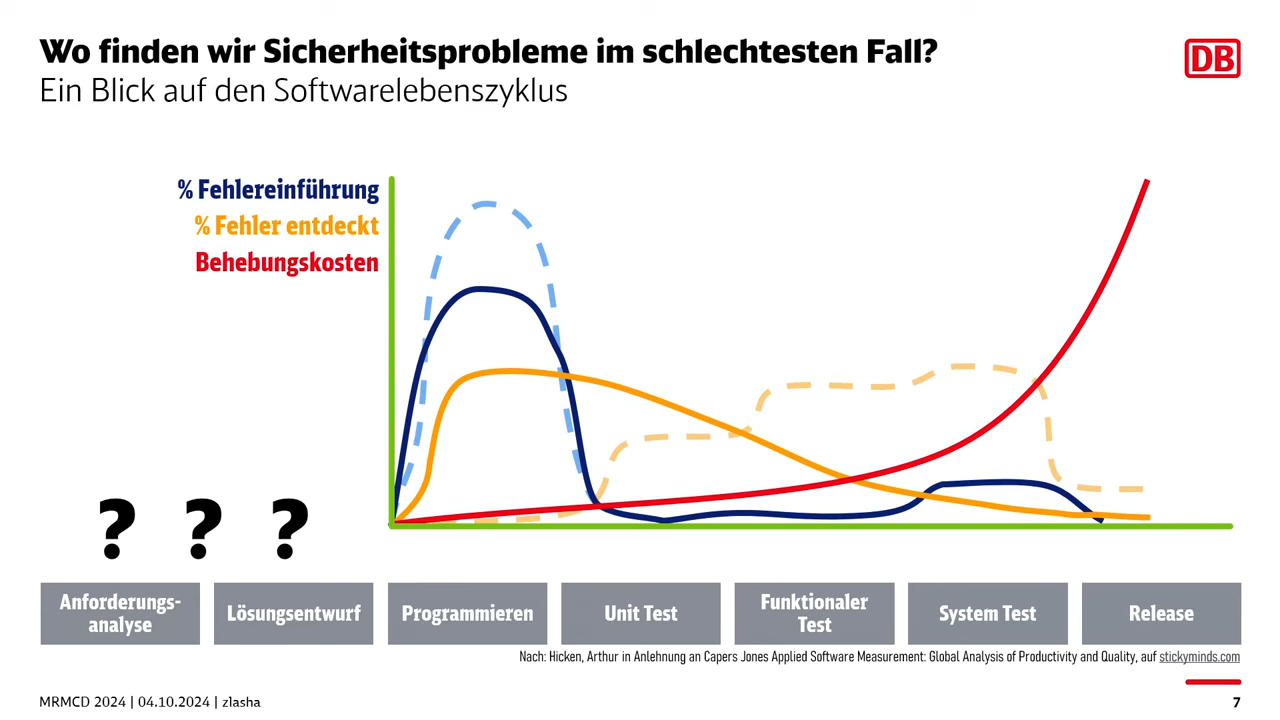 Wo finden wir Sicherheitsprobleme im schlechtesten Fall?
Ein Blick auf den Softwarelebenszyklus
DB
% Fehlereinführung
% Fehler entdeckt
Behebungskosten
? ? ?
Anforderungs-
analyse
Lösungsentwurf
Programmieren
Unit Test
Funktionaler
Test
System Test
Release
Nach: Hicken, Arthur in Anlehnung an Capers Jones Applied Software Measurement: Global Analysis of Productivity and Quality, auf stickyminds.com
MRMCD 2024 | 04.10.2024 | zlasha
7